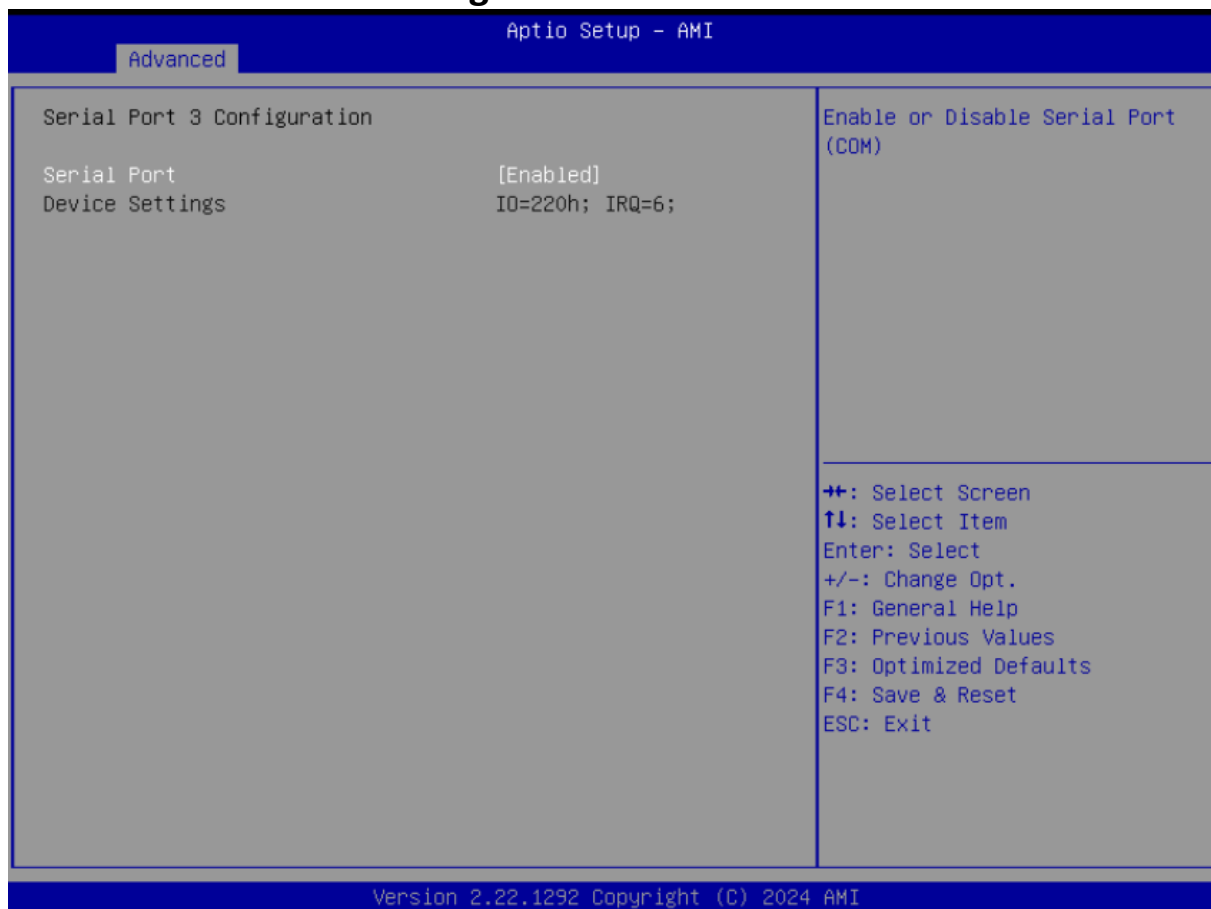 Aptio Setup – AMI
Advanced
Serial Port 3 Configuration
Serial Port [Enabled]
Device Settings IO=220h; IRQ=6;
Enable or Disable Serial Port
(COM)
→←: Select Screen
↑↓: Select Item
Enter: Select
+/-: Change Opt.
F1: General Help
F2: Previous Values
F3: Optimized Defaults
F4: Save & Reset
ESC: Exit
Version 2.22.1292 Copyright (C) 2024 AMI